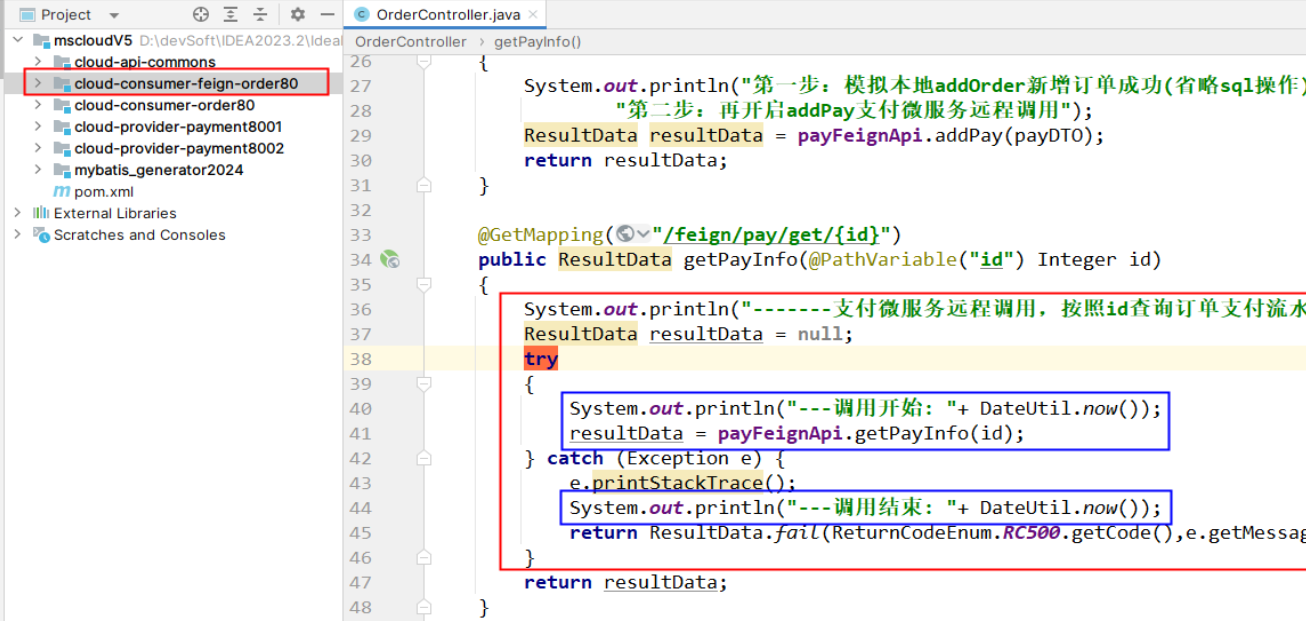 Project
OrderController.java
mscloudV5 D:\devSoft\IDEA2023.2\Ideal
OrderController › getPayInfo()
cloud-api-commons
cloud-consumer-feign-order80
cloud-consumer-order80
cloud-provider-payment8001
cloud-provider-payment8002
mybatis_generator2024
pom.xml
External Libraries
Scratches and Consoles
26 {
27 System.out.println("第一步：模拟本地addOrder新增订单成功(省略sql操作)
28 "第二步：再开启addPay支付微服务远程调用");
29 ResultData resultData = payFeignApi.addPay(payDTO);
30 return resultData;
31 }
32
33 @GetMapping("/feign/pay/get/{id}")
34 public ResultData getPayInfo(@PathVariable("id") Integer id)
35 {
36 System.out.println("-------支付微服务远程调用，按照id查询订单支付流水
37 ResultData resultData = null;
38 try
39 {
40 System.out.println("---调用开始："+ DateUtil.now());
41 resultData = payFeignApi.getPayInfo(id);
42 } catch (Exception e) {
43 e.printStackTrace();
44 System.out.println("---调用结束："+ DateUtil.now());
45 return ResultData.fail(ReturnCodeEnum.RC500.getCode(),e.getMessag
46 }
47 return resultData;
48 }